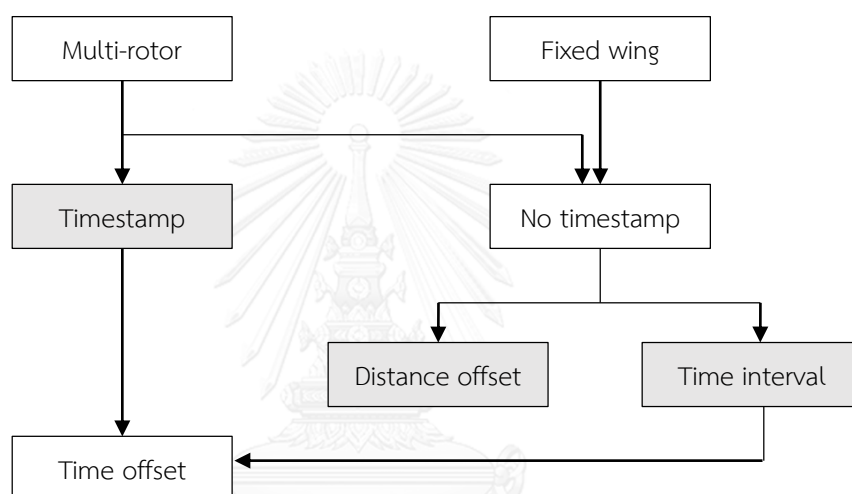 Multi-rotor
Fixed wing
Timestamp
No timestamp
Distance offset
Time interval
Time offset